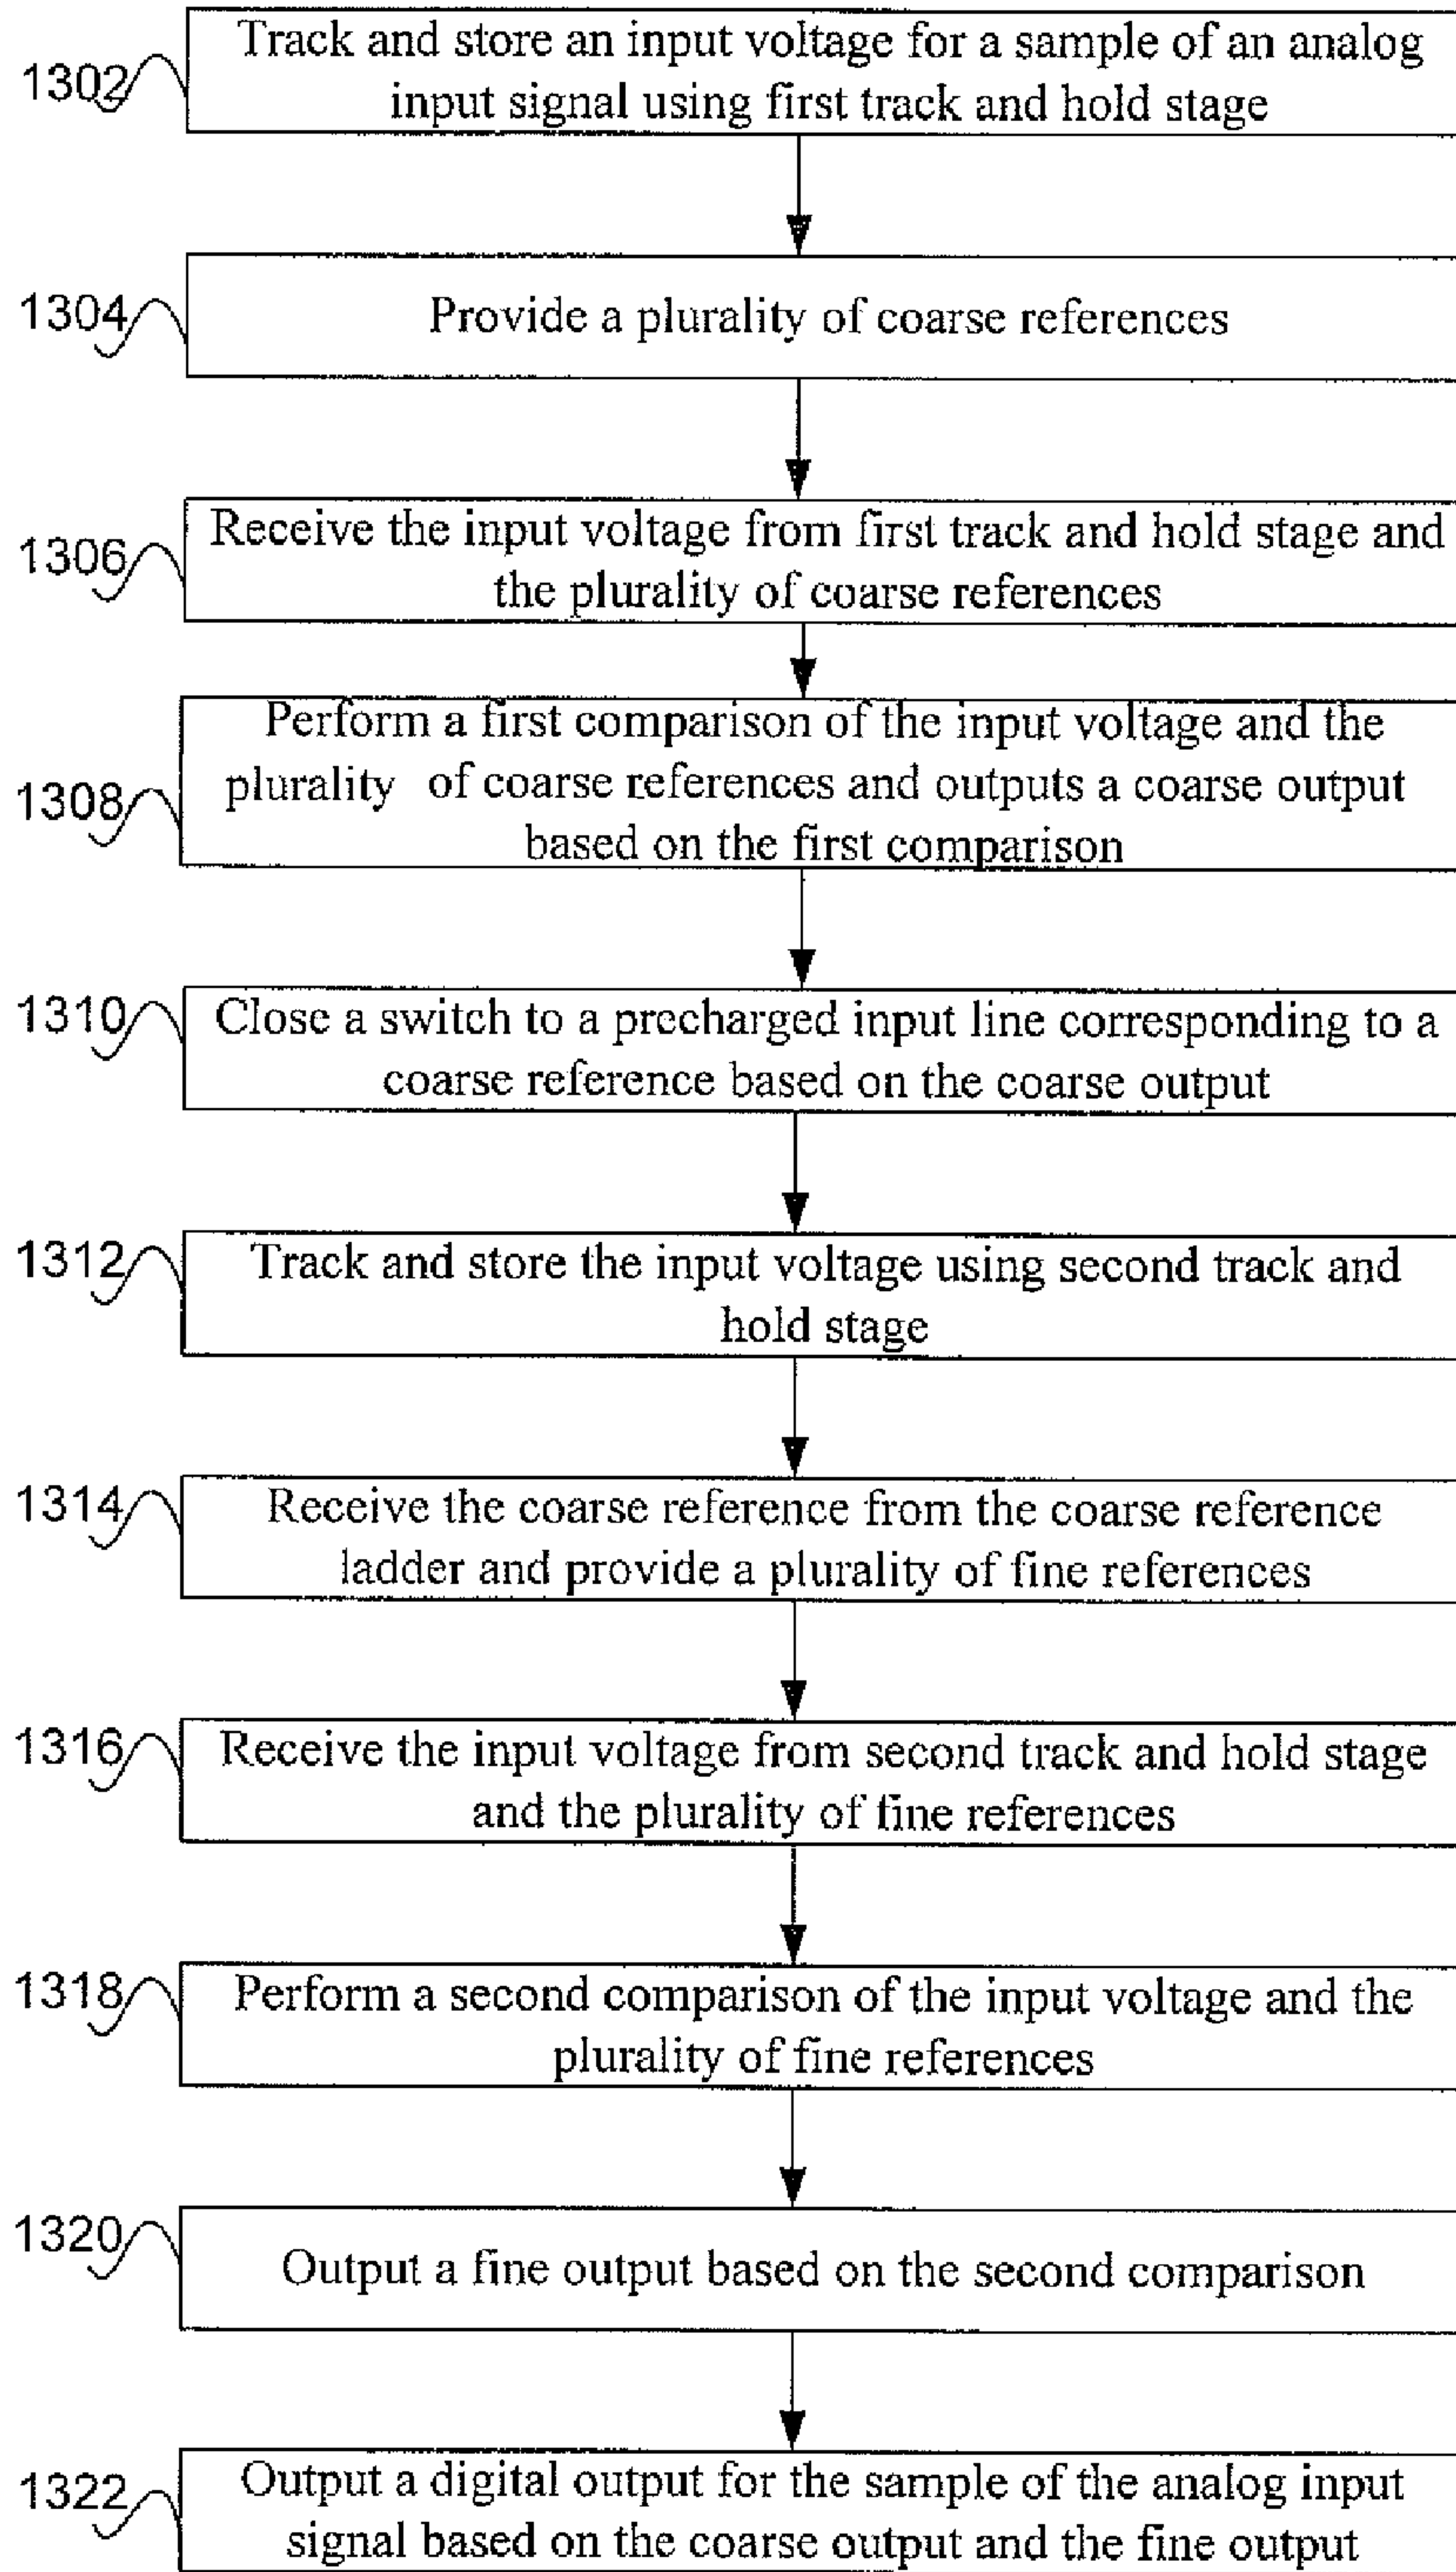 1302
Track and store an input voltage for a sample of an analog
input signal using first track and hold stage
1304
Provide a plurality of coarse references
1306
Receive the input voltage from first track and hold stage and
the plurality of coarse references
1308
Perform a first comparison of the input voltage and the
plurality of coarse references and outputs a coarse output
based on the first comparison
1310
Close a switch to a precharged input line corresponding to a
coarse reference based on the coarse output
1312
Track and store the input voltage using second track and
hold stage
1314
Receive the coarse reference from the coarse reference
ladder and provide a plurality of fine references
1316
Receive the input voltage from second track and hold stage
and the plurality of fine references
1318
Perform a second comparison of the input voltage and the
plurality of fine references
1320
Output a fine output based on the second comparison
1322
Output a digital output for the sample of the analog input
signal based on the coarse output and the fine output